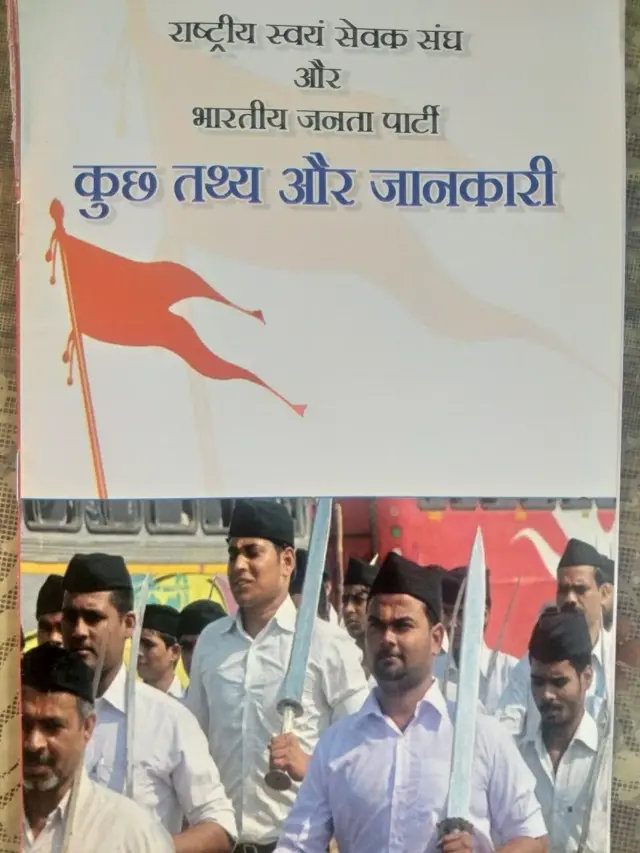 राष्ट्रीय स्वयं सेवक संघ
और
भारतीय जनता पार्टी
कुछ तथ्य और जानकारी